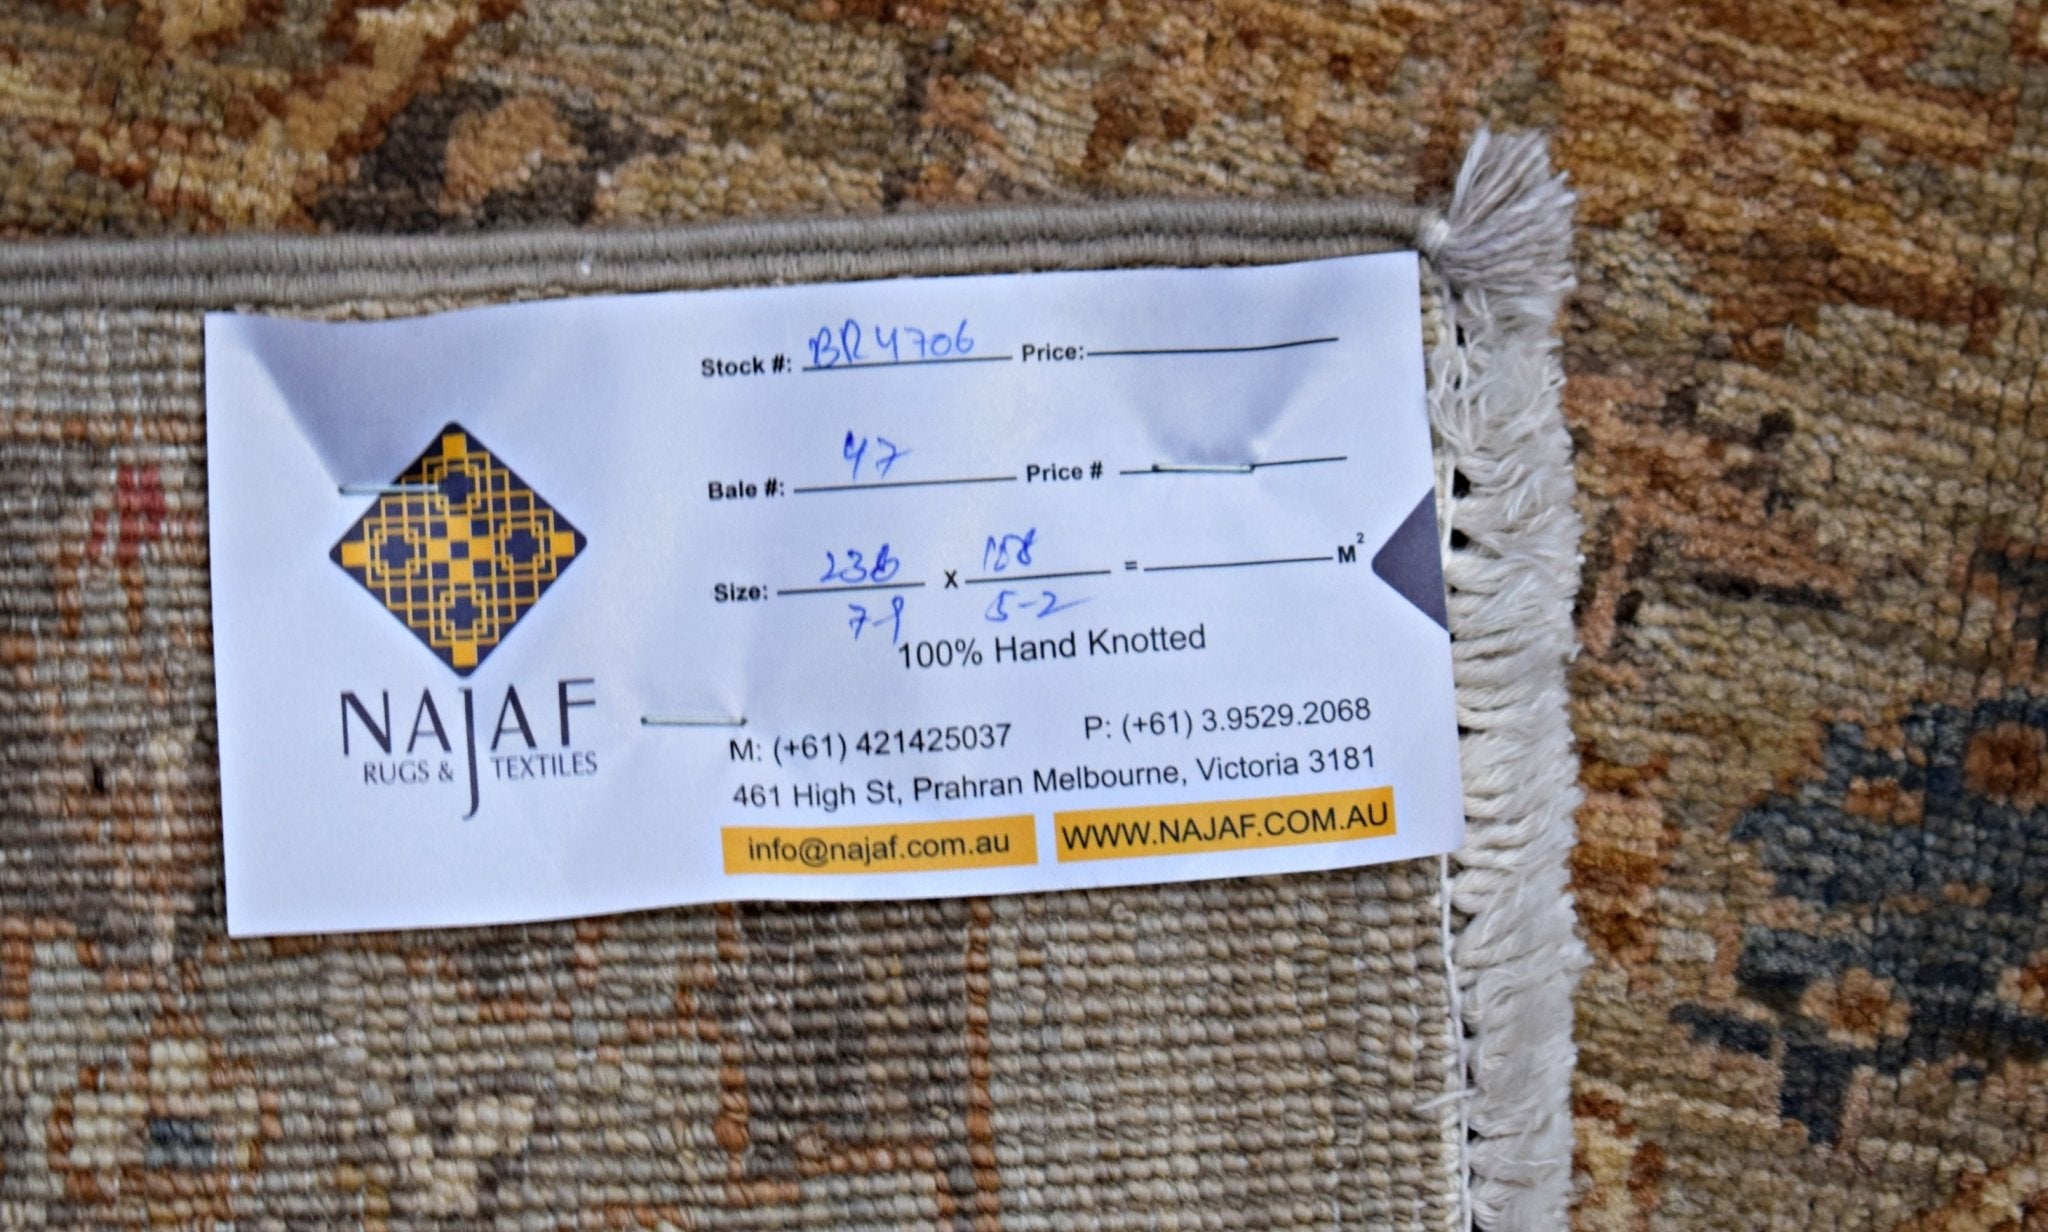 Stock #: BR4706 Price:
Bale #: 47 Price #
Size: 236 x 158 = M²
7-9 5-2
100% Hand Knotted
NAJAF
RUGS & TEXTILES
M: (+61) 421425037 P: (+61) 3.9529.2068
461 High St, Prahran Melbourne, Victoria 3181
info@najaf.com.au WWW.NAJAF.COM.AU